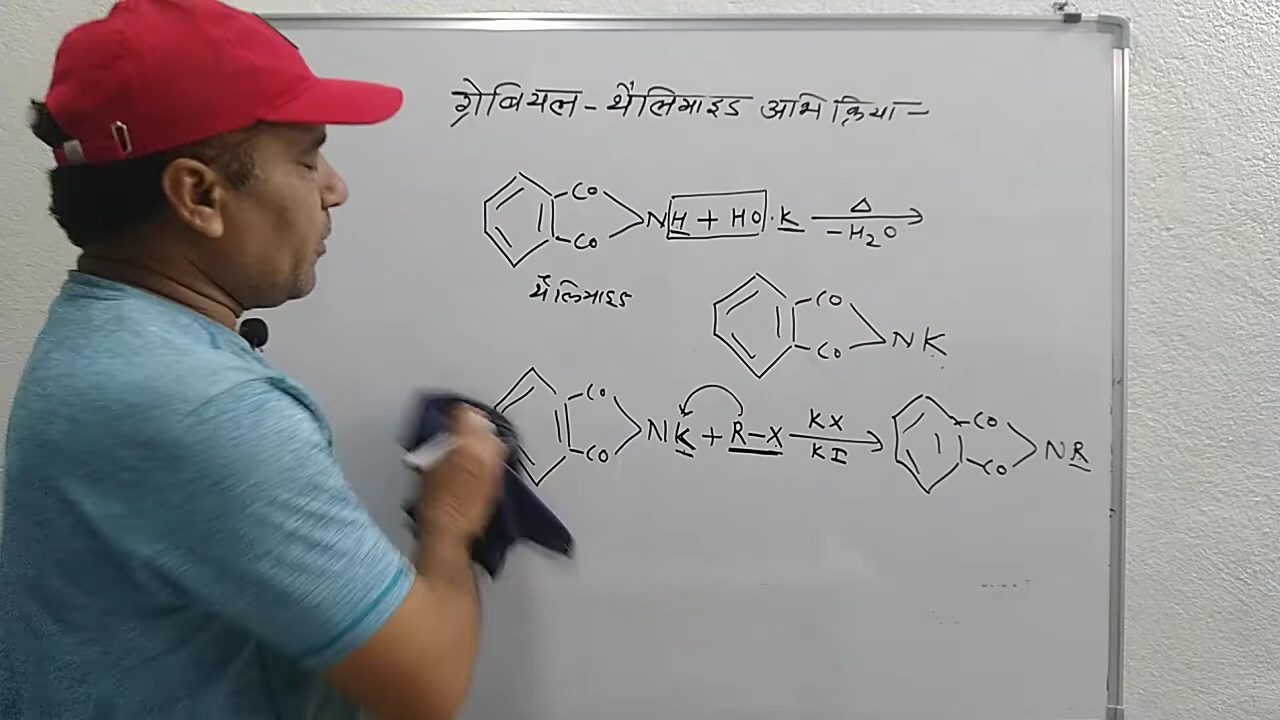 ग्रेबियल - थैलिमाइड अभिक्रिया -
CO
NH + HO.K Δ
CO -H₂O
थैलिमाइड
CO
NK
CO
CO KX CO
NK + R-X NR
CO KI CO